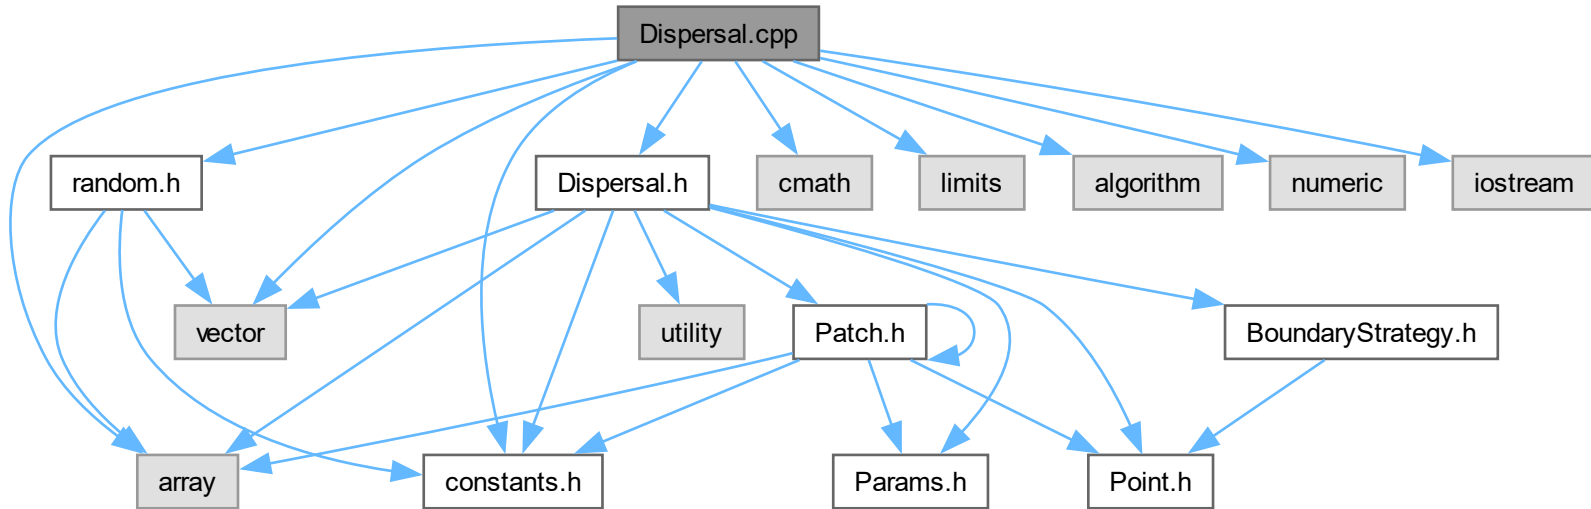 Dispersal.cpp
random.h
Dispersal.h
cmath
limits
algorithm
numeric
iostream
vector
utility
Patch.h
BoundaryStrategy.h
array
constants.h
Params.h
Point.h